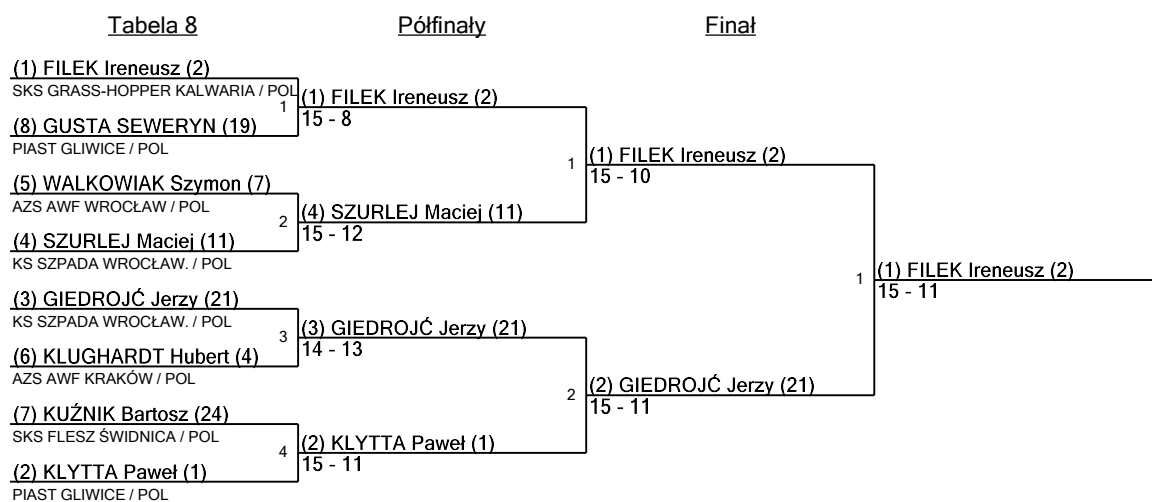 Tabela 8
Półfinały
Finał
(1) FILEK Ireneusz (2)
SKS GRASS-HOPPER KALWARIA / POL
1
(8) GUSTA SEWERYN (19)
PIAST GLIWICE / POL
(5) WALKOWIAK Szymon (7)
AZS AWF WROCŁAW / POL
2
(4) SZURLEJ Maciej (11)
KS SZPADA WROCŁAW. / POL
(3) GIEDROJĆ Jerzy (21)
KS SZPADA WROCŁAW. / POL
3
(6) KLUGHARDT Hubert (4)
AZS AWF KRAKÓW / POL
(7) KUŹNIK Bartosz (24)
SKS FLESZ ŚWIDNICA / POL
4
(2) KLYTTA Paweł (1)
PIAST GLIWICE / POL
(1) FILEK Ireneusz (2)
15 - 8
1
(4) SZURLEJ Maciej (11)
15 - 12
(3) GIEDROJĆ Jerzy (21)
14 - 13
2
(2) KLYTTA Paweł (1)
15 - 11
(1) FILEK Ireneusz (2)
15 - 10
1
(2) GIEDROJĆ Jerzy (21)
15 - 11
(1) FILEK Ireneusz (2)
15 - 11